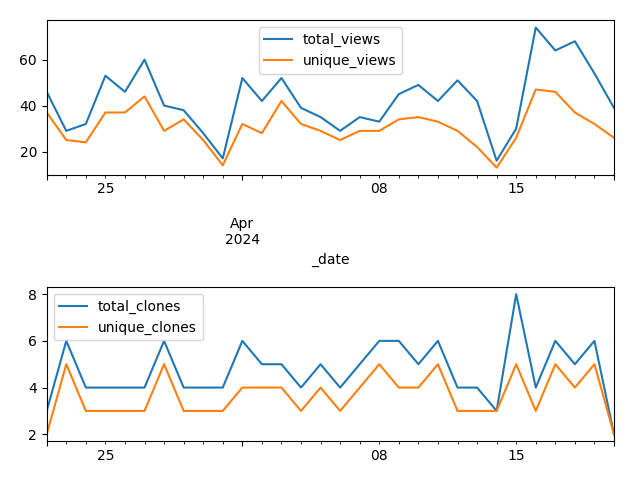 60
40
20
total_views
unique_views
25
08
15
Apr
2024
_date
8
6
4
2
total_clones
unique_clones
25
08
15